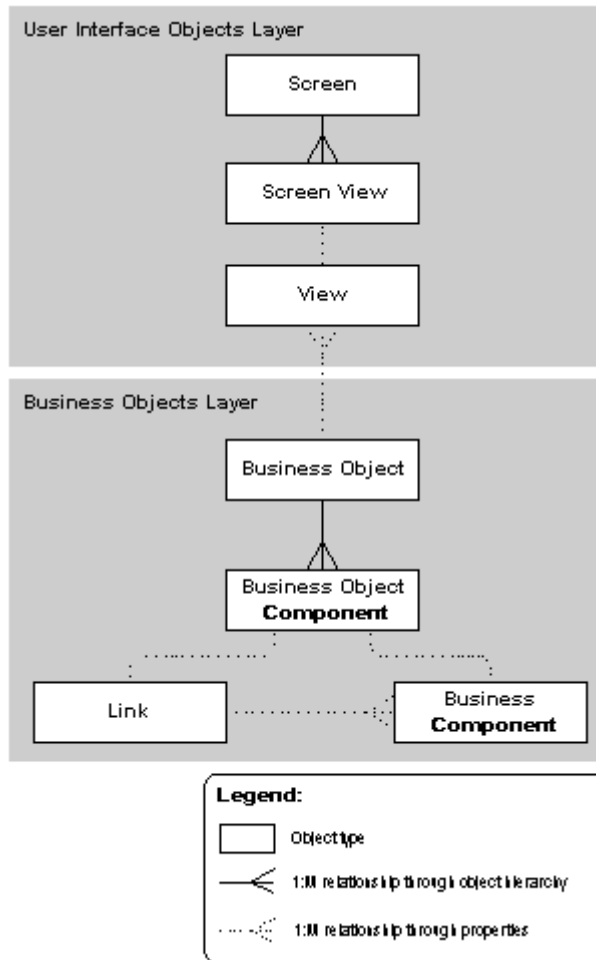 User Interface Objects Layer
Screen
Screen View
View
Business Objects Layer
Business Object
Business Object
Component
Link
Business
Component
Legend:
Object type
1:M relationship through object hierarchy
1:M relationship through properties